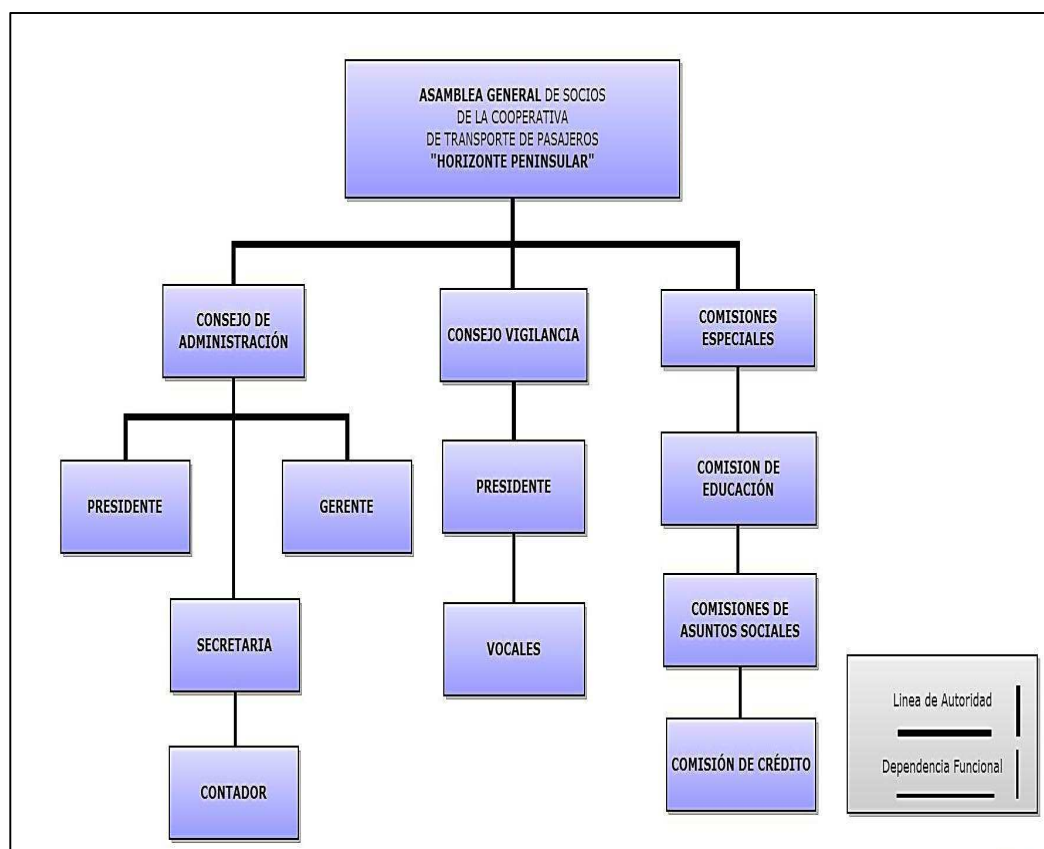 ASAMBLEA GENERAL DE SOCIOS
DE LA COOPERATIVA
DE TRANSPORTE DE PASAJEROS
"HORIZONTE PENINSULAR"
CONSEJO DE
ADMINISTRACIÓN
CONSEJO VIGILANCIA
COMISIONES
ESPECIALES
PRESIDENTE
GERENTE
PRESIDENTE
COMISION DE
EDUCACIÓN
SECRETARIA
VOCALES
COMISIONES DE
ASUNTOS SOCIALES
CONTADOR
COMISIÓN DE CRÉDITO
Linea de Autoridad
Dependencia Funcional